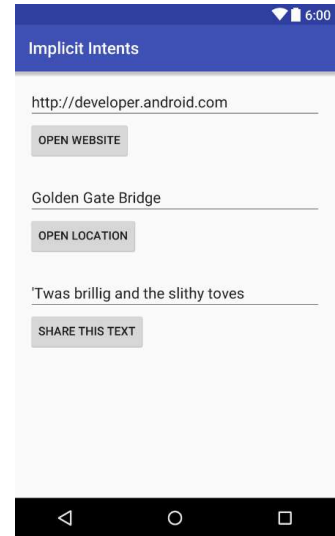 6:00
Implicit Intents
http://developer.android.com
OPEN WEBSITE
Golden Gate Bridge
OPEN LOCATION
'Twas brillig and the slithy toves
SHARE THIS TEXT